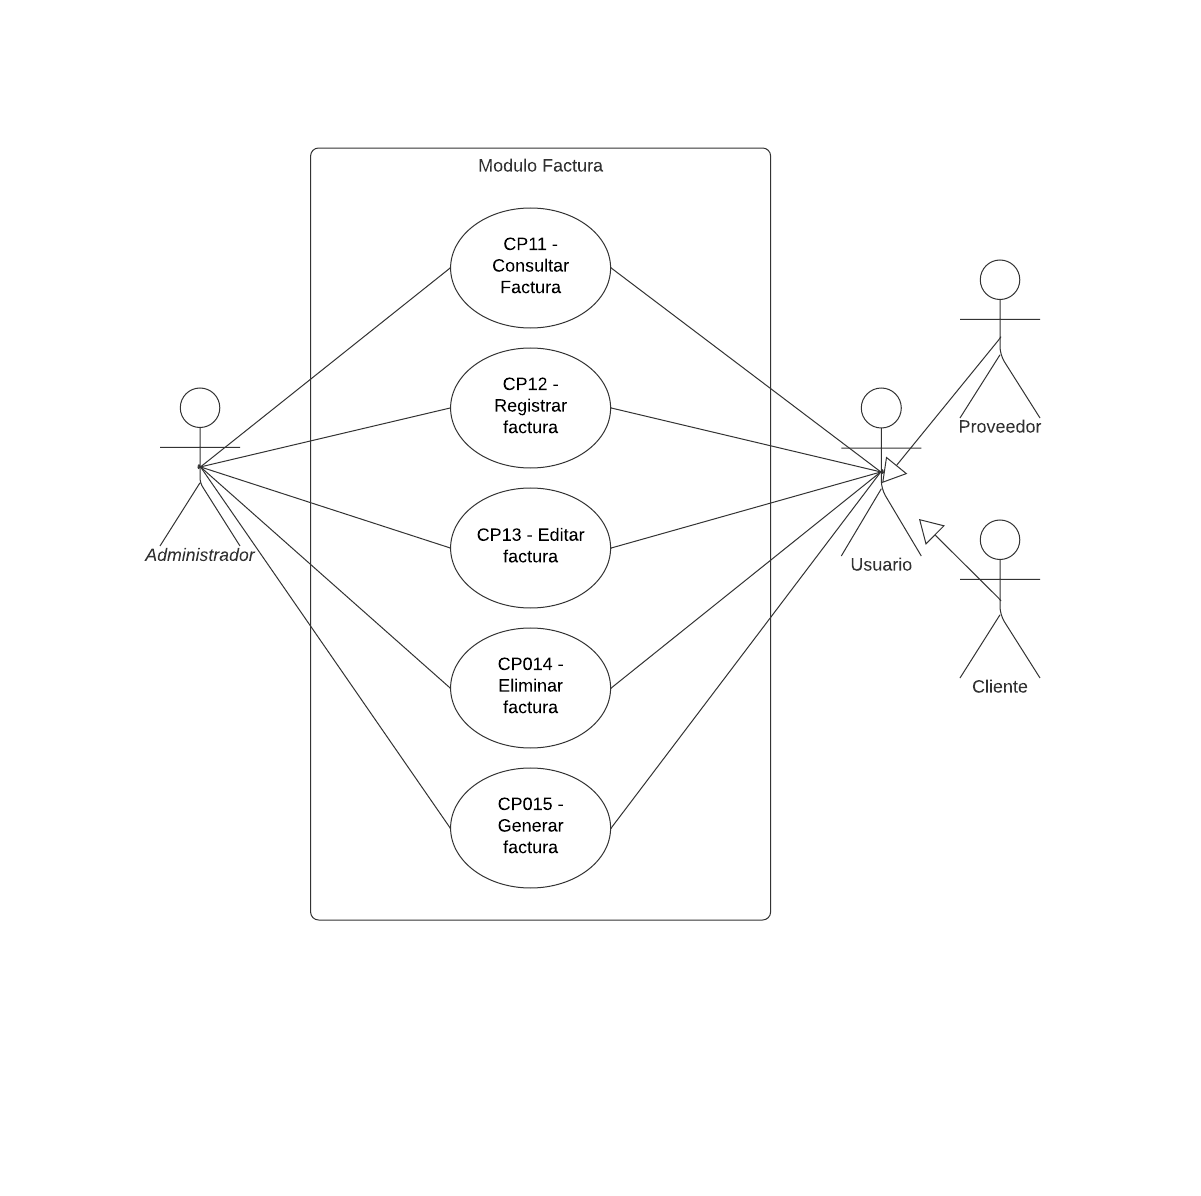 Modulo Factura
CP11 -
Consultar
Factura
CP12 -
Registrar
factura
CP13 - Editar
factura
CP014 -
Eliminar
factura
CP015 -
Generar
factura
Administrador
Usuario
Proveedor
Cliente